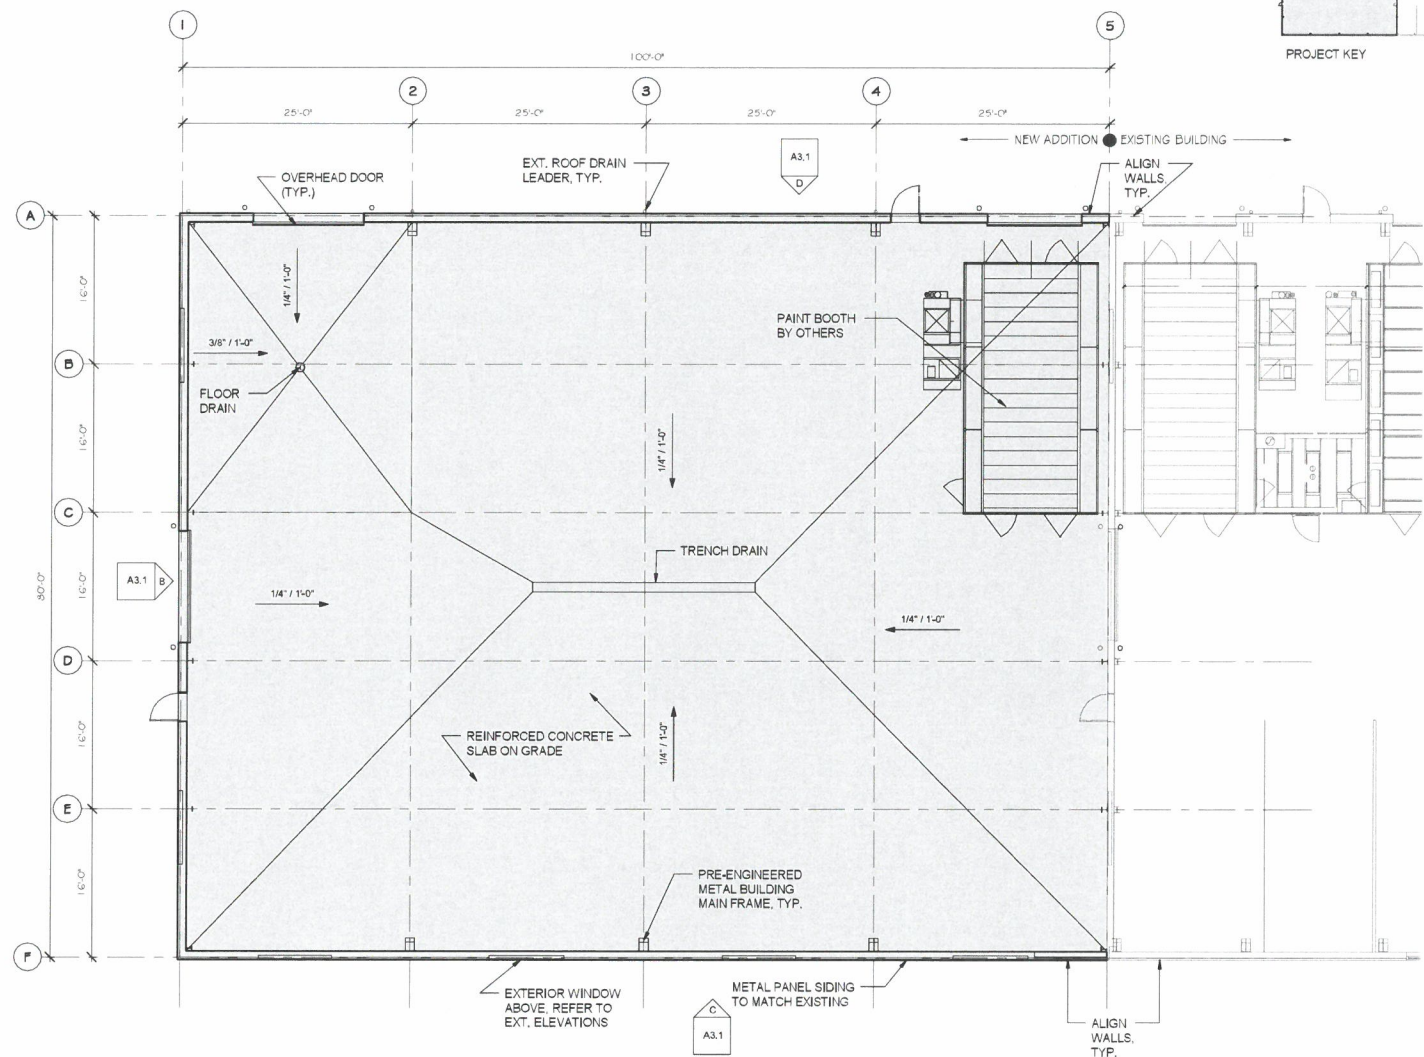 1
5
PROJECT KEY
100'-0"
2
3
4
25'-0"
25'-0"
25'-0"
25'-0"
NEW ADDITION
EXISTING BUILDING
A3.1
D
EXT. ROOF DRAIN
LEADER, TYP.
ALIGN
WALLS,
TYP.
OVERHEAD DOOR
(TYP.)
A
16'-0"
1/4" / 1'-0"
PAINT BOOTH
BY OTHERS
3/8" / 1'-0"
B
FLOOR
DRAIN
16'-0"
1/4" / 1'-0"
C
TRENCH DRAIN
80'-0"
A3.1
B
16'-0"
1/4" / 1'-0"
1/4" / 1'-0"
D
16'-0"
1/4" / 1'-0"
REINFORCED CONCRETE
SLAB ON GRADE
E
16'-0"
PRE-ENGINEERED
METAL BUILDING
MAIN FRAME, TYP.
F
EXTERIOR WINDOW
ABOVE, REFER TO
EXT. ELEVATIONS
METAL PANEL SIDING
TO MATCH EXISTING
C
A3.1
ALIGN
WALLS,
TYP.